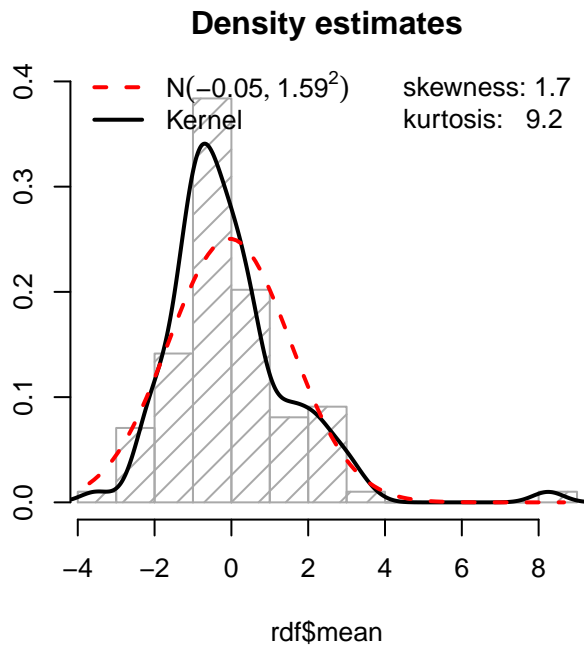 Density estimates
N(−0.05, 1.59²) skewness: 1.7
Kernel kurtosis: 9.2
0.4
0.3
0.2
0.1
0.0
−4 −2 0 2 4 6 8
rdf$mean